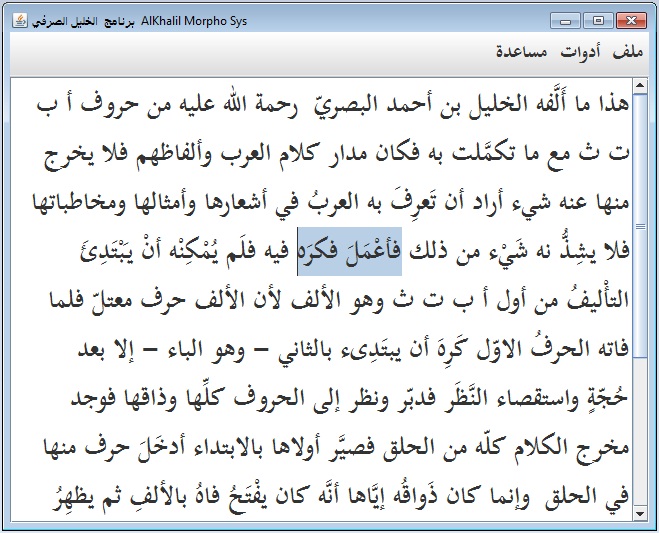 برنامج الخليل الصرفي AlKhalil Morpho Sys
ملف أدوات مساعدة
هذا ما أَلَّفه الخليل بن أحمد البصريّ رحمة الله عليه من حروف أ ب
ت ث مع ما تكمَّلت به فكان مدار كلام العرب وألفاظهم فلا يخرج
منها عنه شيء أراد أن تَعرِفَ به العربُ في أشعارها وأمثالها ومخاطباتها
فلا يشِذُّ نه شَيْء من ذلك فأعْمَلَ فكرَه فيه فلَم يُمْكِنْه أنْ يَبْتَدِئَ
التأْليفُ من أول أ ب ت ث وهو الألف لأن الألف حرف معتلّ فلما
فاته الحرفُ الاوّل كَرِهَ أن يبتَدِىء بالثاني – وهو الباء – إلا بعد
حُجّةٍ واستقصاء النَّظَر فدبّر ونظر إلى الحروف كلِّها وذاقها فوجد
مخرج الكلام كلّه من الحلق فصيَّر أولاها بالابتداء أدخَلَ حرف منها
في الحلق وإنما كان ذَواقُه إيَّاها أنَّه كان يفْتَحُ فاهُ بالألفِ ثم يظهِرُ